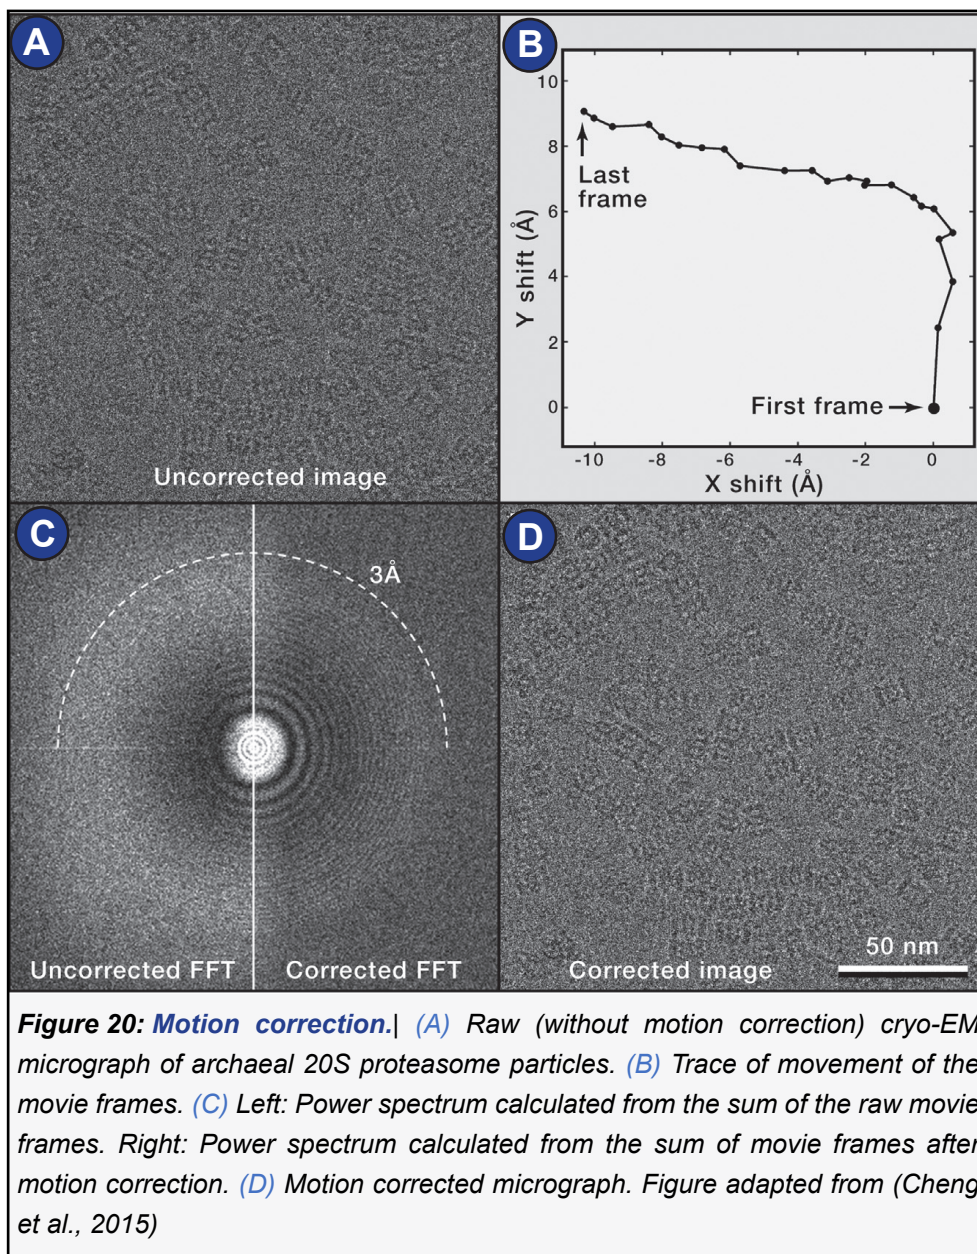 A
Uncorrected image
B
10
8
6
4
2
0
Y shift (Å)
Last
frame
First frame
-10
-8
-6
-4
-2
0
X shift (Å)
C
3Å
Uncorrected FFT
Corrected FFT
D
50 nm
Corrected image
Figure 20: Motion correction.| (A) Raw (without motion correction) cryo-EM
micrograph of archaeal 20S proteasome particles. (B) Trace of movement of the
movie frames. (C) Left: Power spectrum calculated from the sum of the raw movie
frames. Right: Power spectrum calculated from the sum of movie frames after
motion correction. (D) Motion corrected micrograph. Figure adapted from (Cheng
et al., 2015)